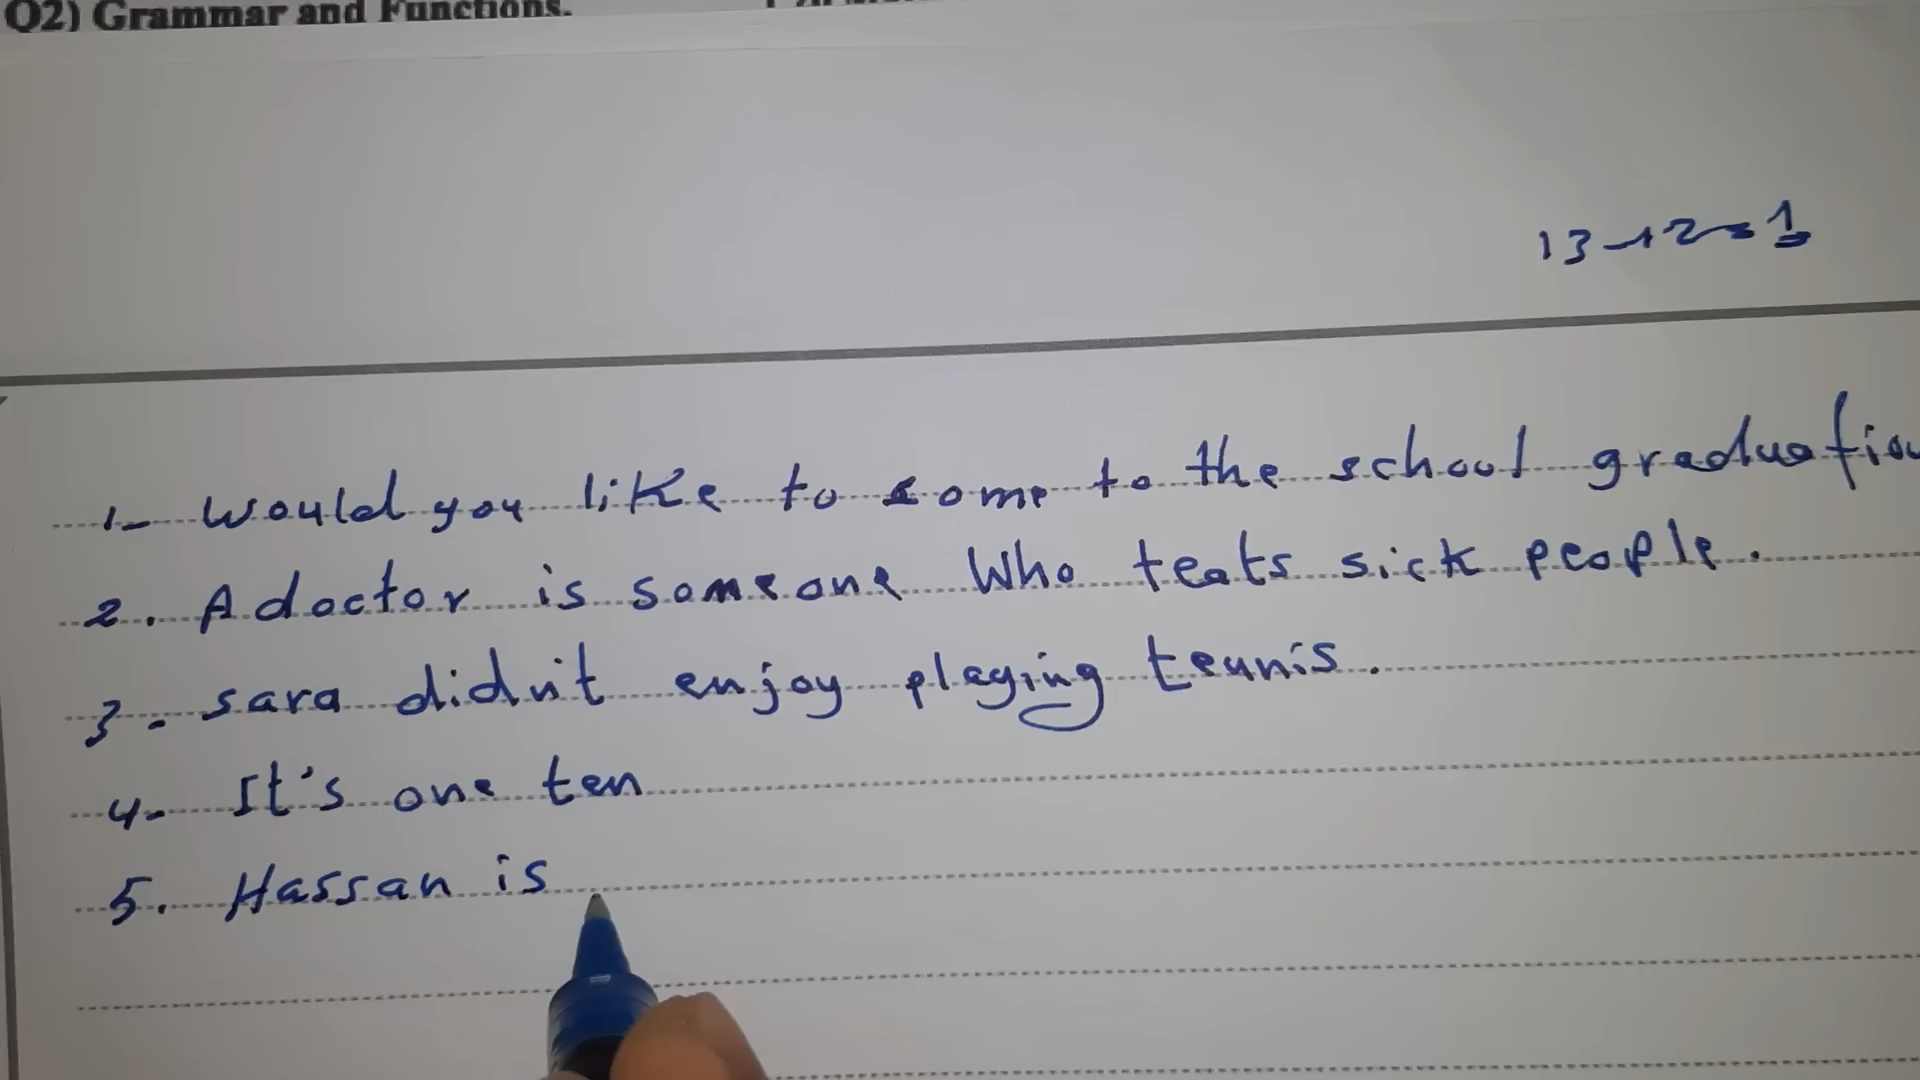 Q2) Grammar and Functions.
13-12=1
1- Would you like to come to the school graduation
2. A doctor is someone who teats sick people.
3. sara didn't enjoy playing tennis.
4- It's one ten
5. Hassan is